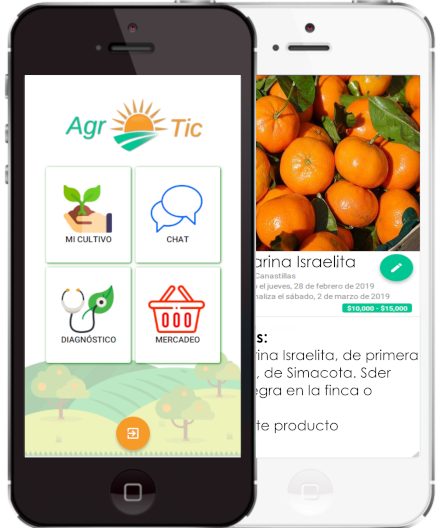 Agr Tic
MI CULTIVO
CHAT
DIAGNÓSTICO
MERCADEO
arina Israelita
Canastillas
el jueves, 28 de febrero de 2019
naliza el sábado, 2 de marzo de 2019
$10,000 - $15,000
s:
rina Israelita, de primera
, de Simacota. Sder
egra en la finca o
te producto